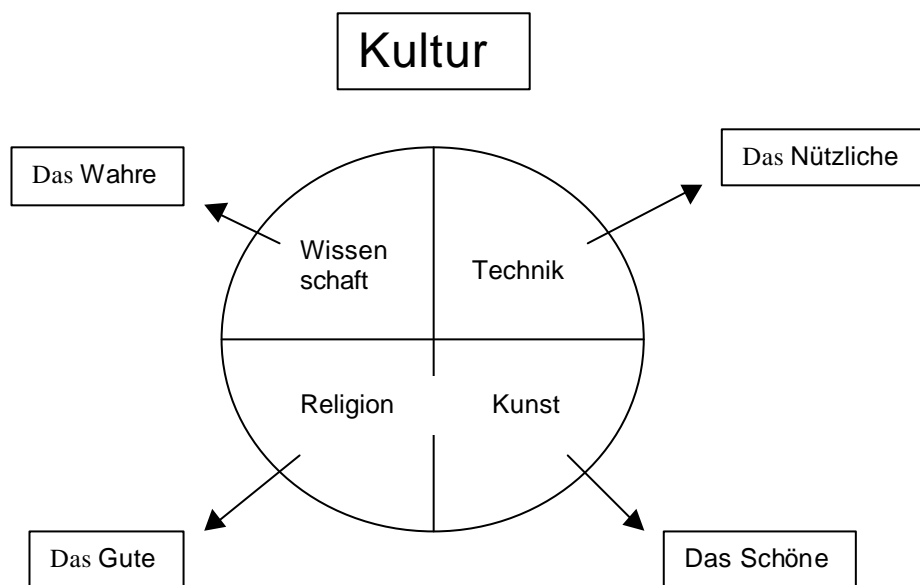 Kultur
Das Wahre
Das Nützliche
Wissen
schaft
Technik
Religion
Kunst
Das Gute
Das Schöne